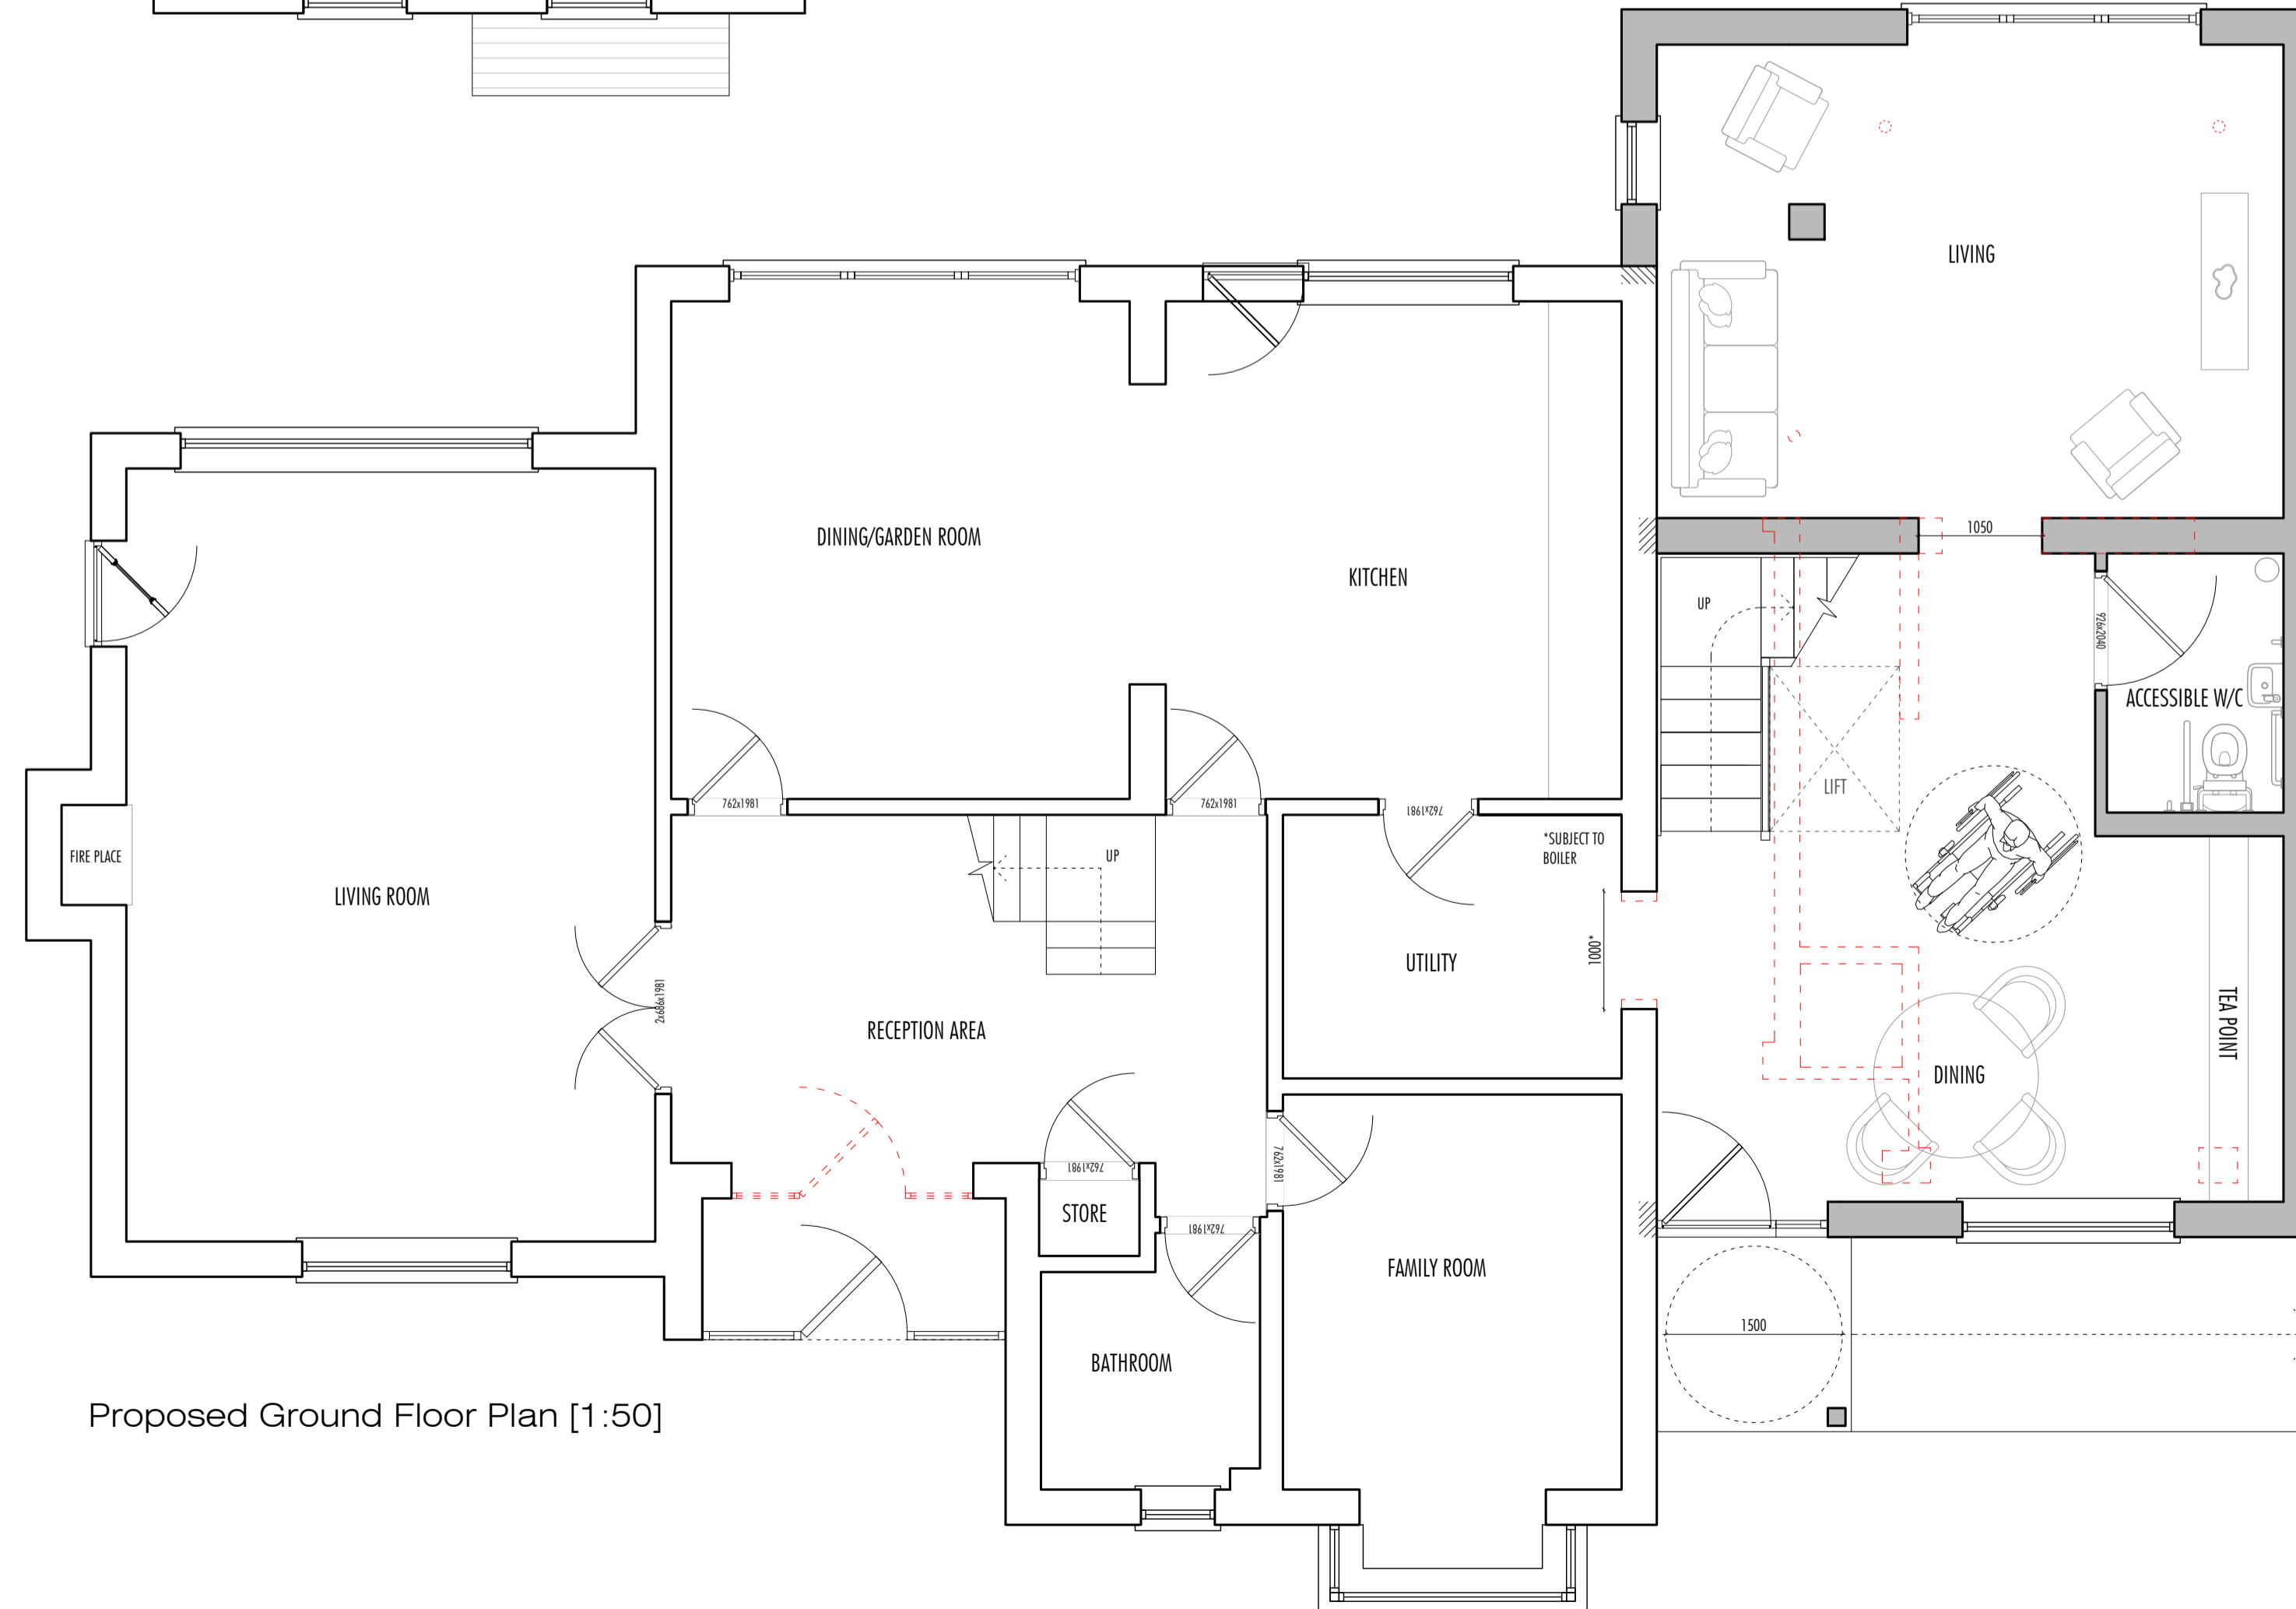 LIVING
DINING/GARDEN ROOM
KITCHEN
1050
UP
926x2040
ACCESSIBLE W/C
LIFT
762x1981
762x1981
762x1981
*SUBJECT TO
BOILER
UP
FIRE PLACE
LIVING ROOM
2x686x1981
RECEPTION AREA
UTILITY
1000*
TEA POINT
DINING
762x1981
762x1981
STORE
762x1981
FAMILY ROOM
BATHROOM
1500
Proposed Ground Floor Plan [1:50]